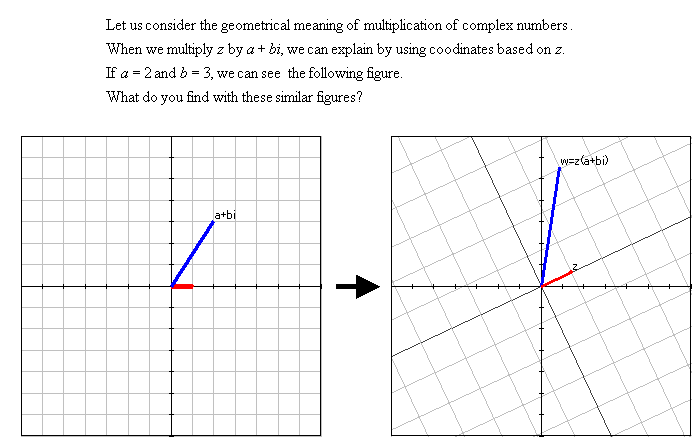 Let us consider the geometrical meaning of multiplication of complex numbers.
When we multiply z by a + bi, we can explain by using coodinates based on z.
If a = 2 and b = 3, we can see the following figure.
What do you find with these similar figures?
a+bi
w=z(a+bi)
z